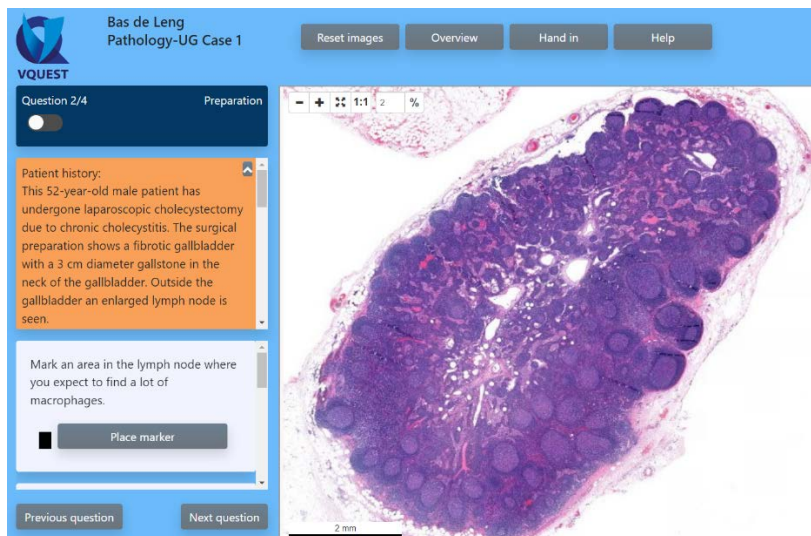 Bas de Leng
Pathology-UG Case 1
VQUEST
Reset images
Overview
Hand in
Help
Question 2/4
Preparation
Patient history:
This 52-year-old male patient has
undergone laparoscopic cholecystectomy
due to chronic cholecystitis. The surgical
preparation shows a fibrotic gallbladder
with a 3 cm diameter gallstone in the
neck of the gallbladder. Outside the
gallbladder an enlarged lymph node is
seen.
Mark an area in the lymph node where
you expect to find a lot of
macrophages.
Place marker
Previous question
Next question
1:1
2
%
2 mm